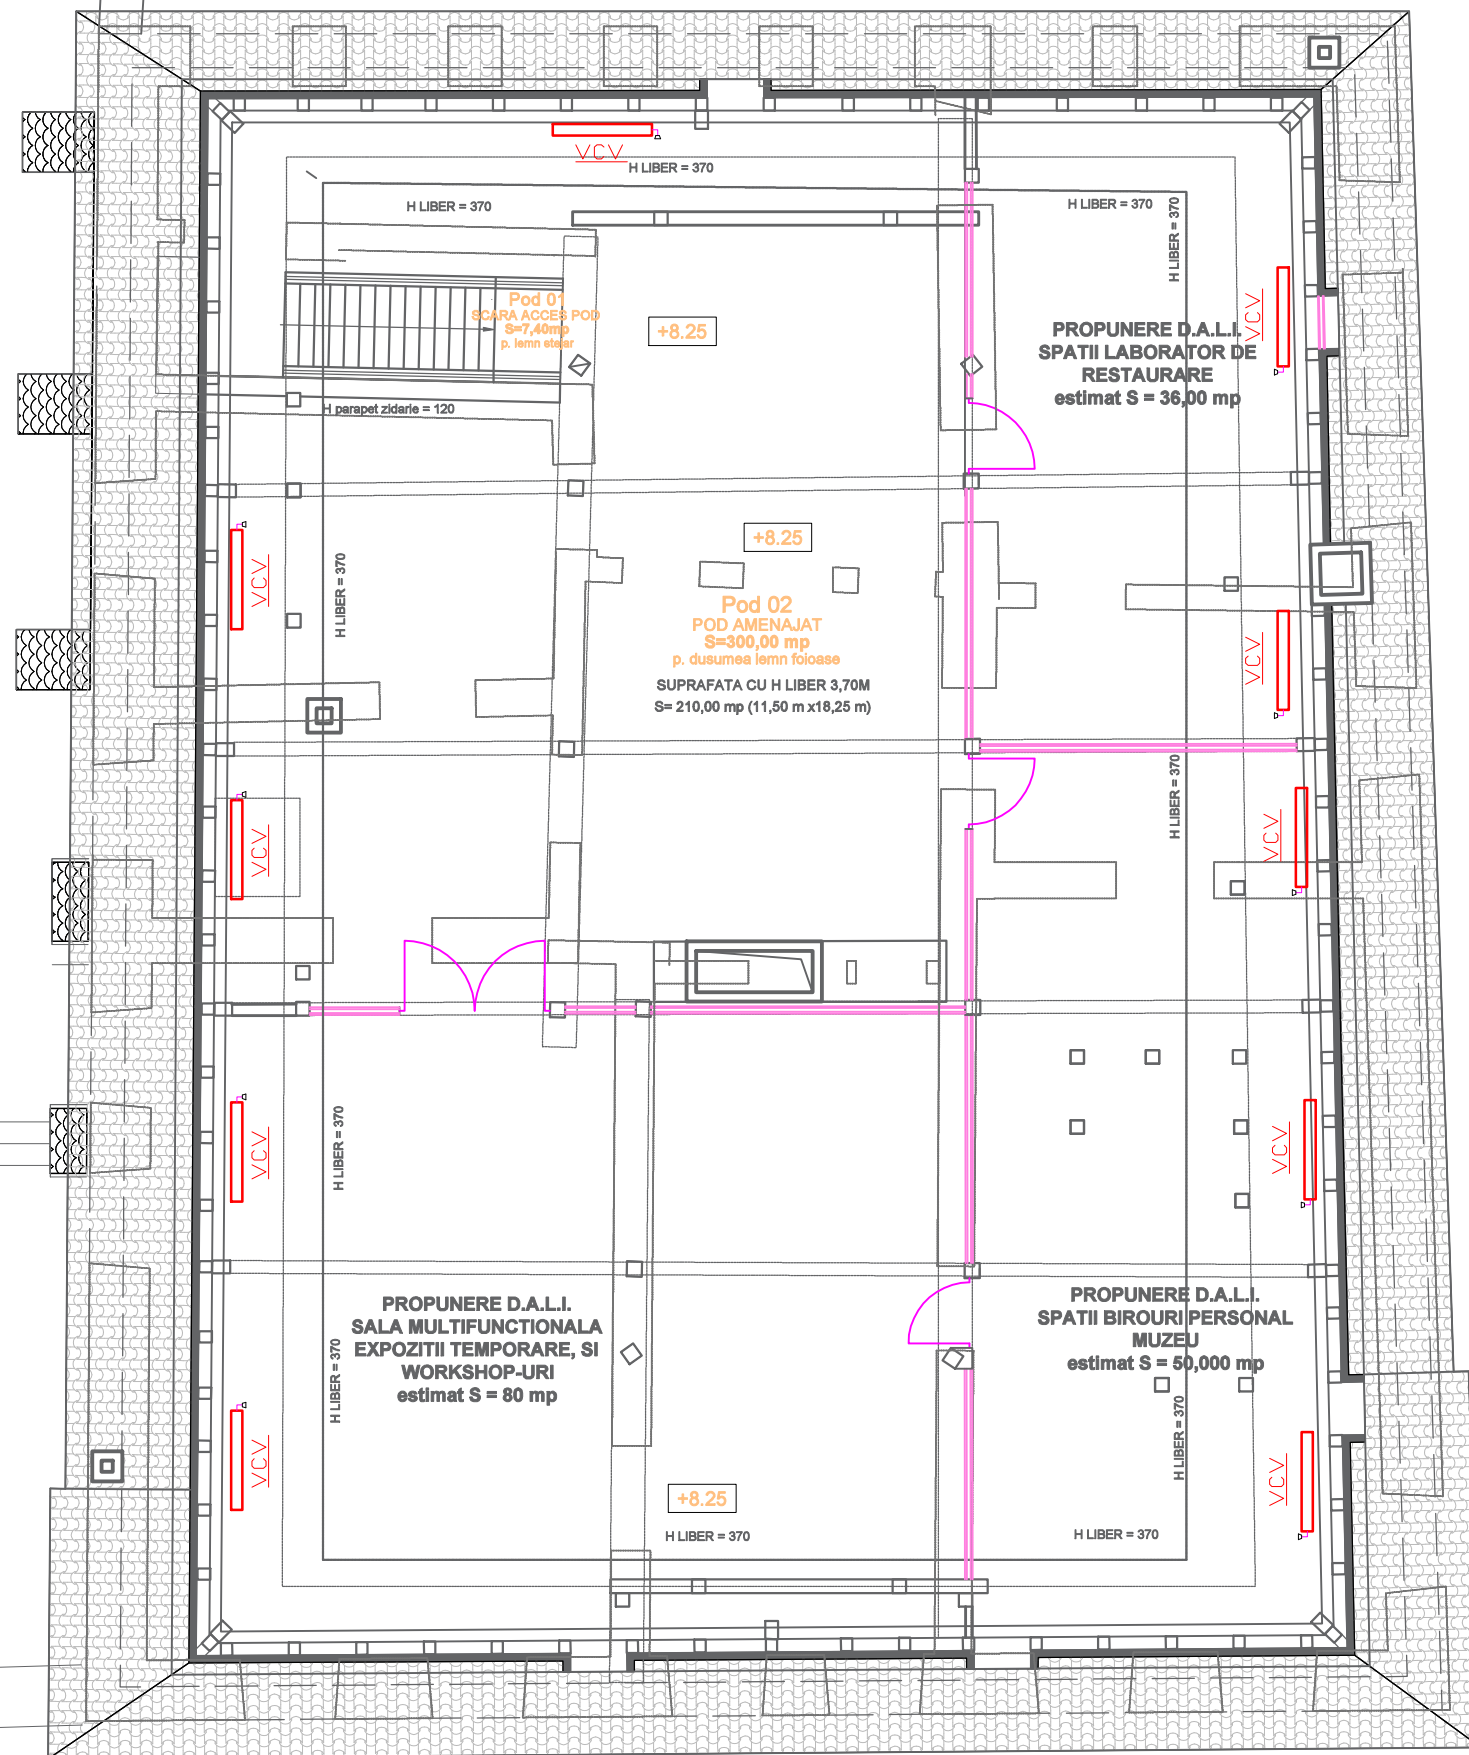 VCV
H LIBER = 370
H LIBER = 370
H LIBER = 370
H LIBER = 370
Pod 01
SCARA ACCES POD
S=7,40mp
p. lemn stejar
+8.25
VCV
PROPUNERE D.A.L.I.
SPATII LABORATOR DE
RESTAURARE
estimat S = 36,00 mp
H parapet zidarie = 120
+8.25
VCV
H LIBER = 370
Pod 02
POD AMENAJAT
S=300,00 mp
p. dusumea lemn foioase
SUPRAFATA CU H LIBER 3,70M
S= 210,00 mp (11,50 m x18,25 m)
VCV
H LIBER = 370
VCV
VCV
H LIBER = 370
VCV
VCV
PROPUNERE D.A.L.I.
SALA MULTIFUNCTIONALA
EXPOZITII TEMPORARE, SI
WORKSHOP-URI
estimat S = 80 mp
H LIBER = 370
PROPUNERE D.A.L.I.
SPATII BIROURI PERSONAL
MUZEU
estimat S = 50,000 mp
H LIBER = 370
VCV
VCV
+8.25
H LIBER = 370
H LIBER = 370